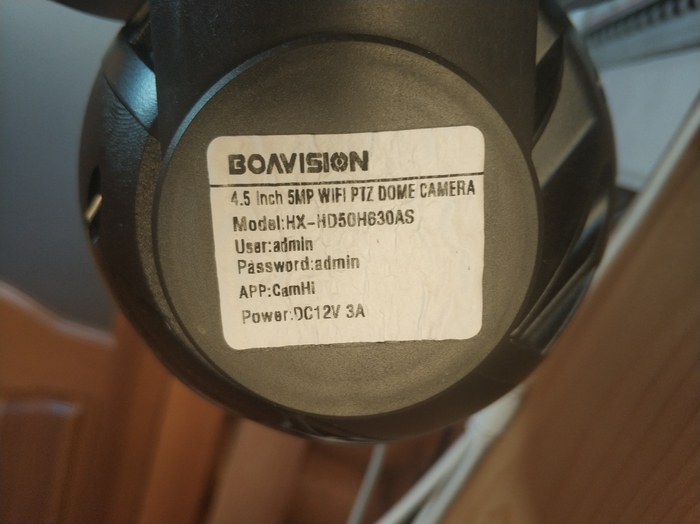 BOAVISION
4.5 inch 5MP WIFI PTZ DOME CAMERA
Model:HX-HD50H630AS
User:admin
Password:admin
APP:CamHi
Power:DC12V 3A